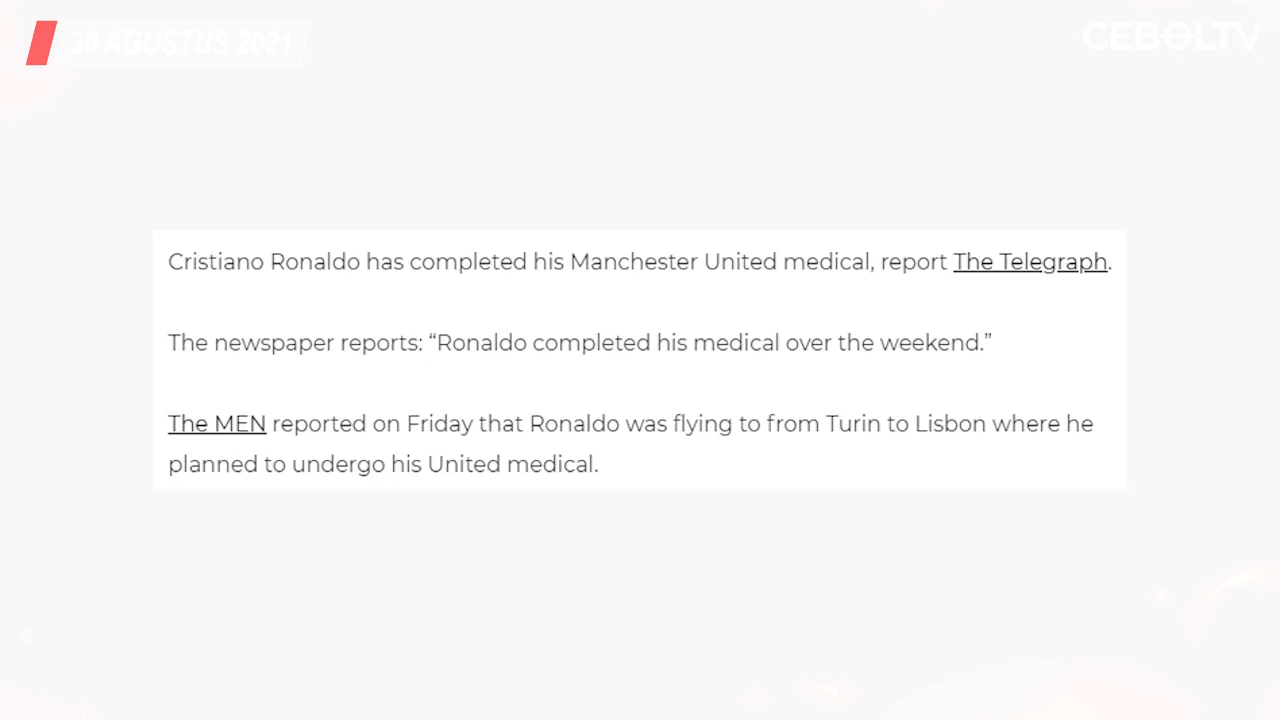 30 AGUSTUS 2021
CEBOLTV
Cristiano Ronaldo has completed his Manchester United medical, report The Telegraph.
The newspaper reports: “Ronaldo completed his medical over the weekend.”
The MEN reported on Friday that Ronaldo was flying to from Turin to Lisbon where he
planned to undergo his United medical.